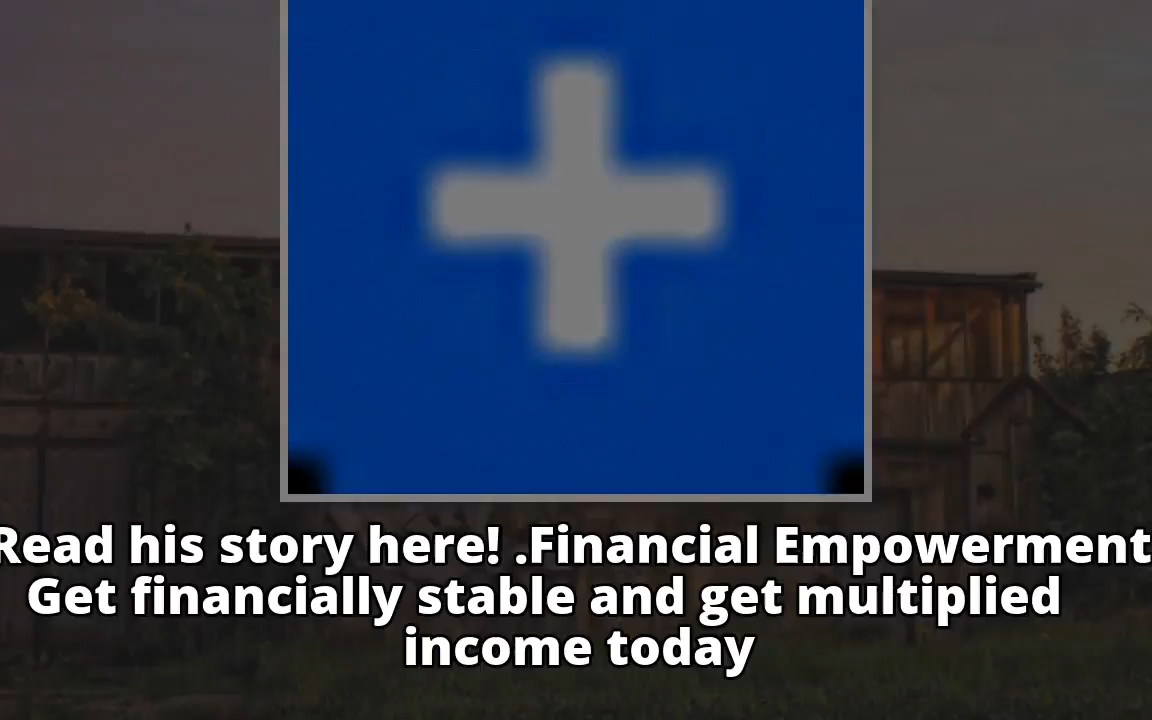 Read his story here! .Financial Empowerment
Get financially stable and get multiplied
income today